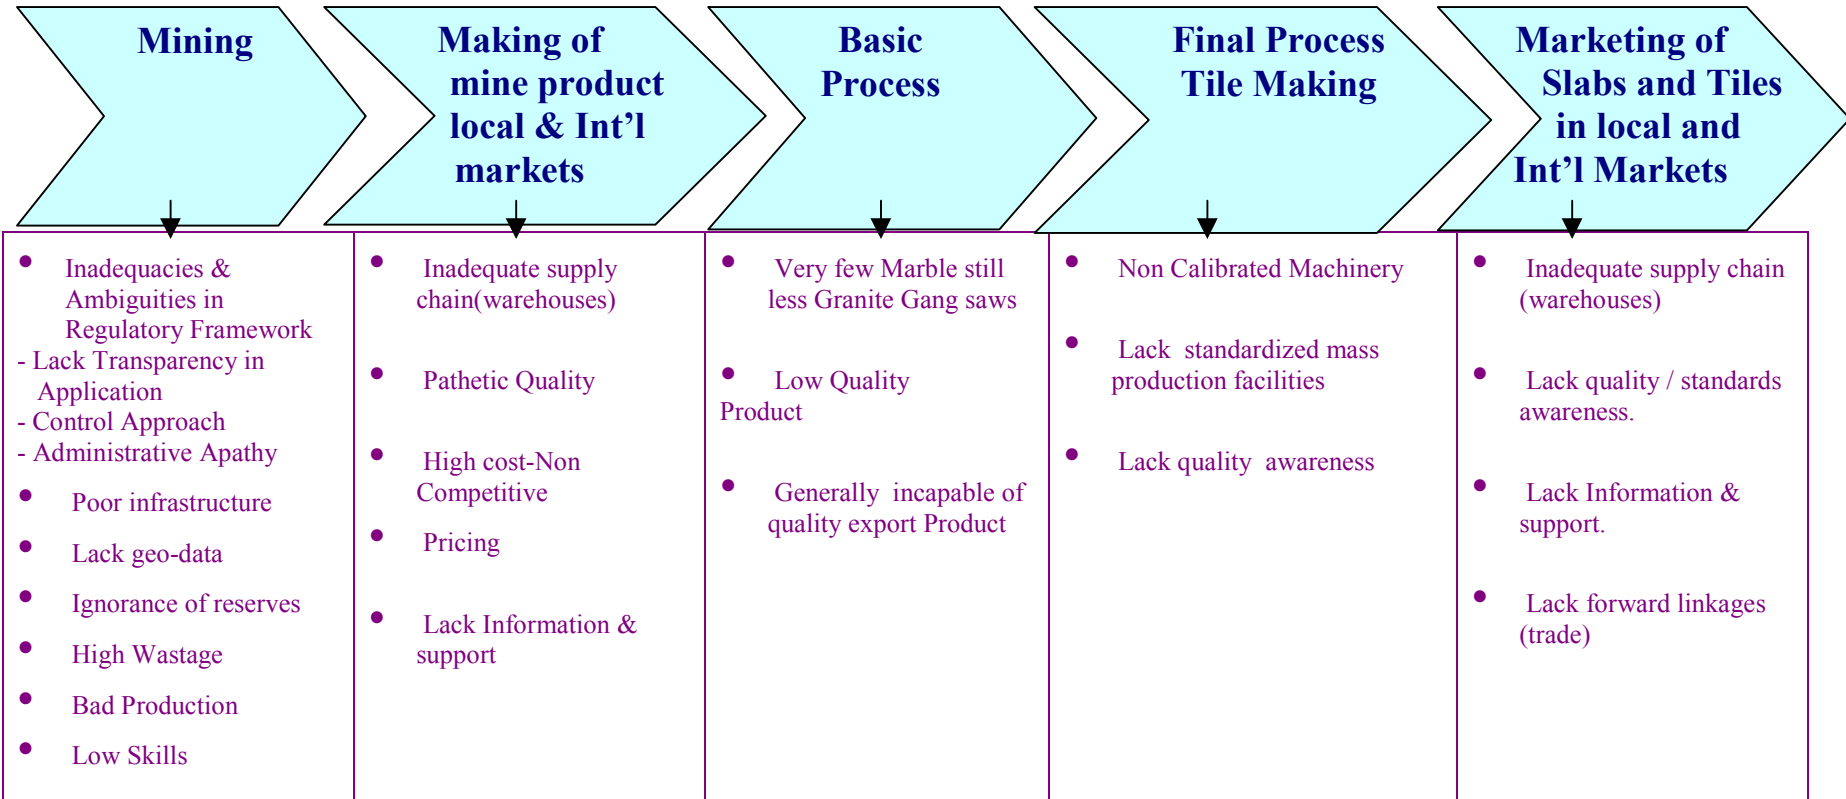 Mining
Making of
mine product
local & Int’l
markets
Basic
Process
Final Process
Tile Making
Marketing of
Slabs and Tiles
in local and
Int’l Markets
• Inadequacies &
Ambiguities in
Regulatory Framework
- Lack Transparency in
Application
- Control Approach
- Administrative Apathy
• Poor infrastructure
• Lack geo-data
• Ignorance of reserves
• High Wastage
• Bad Production
• Low Skills
• Inadequate supply
chain(warehouses)
• Pathetic Quality
• High cost-Non
Competitive
• Pricing
• Lack Information &
support
• Very few Marble still
less Granite Gang saws
• Low Quality
Product
• Generally incapable of
quality export Product
• Non Calibrated Machinery
• Lack standardized mass
production facilities
• Lack quality awareness
• Inadequate supply chain
(warehouses)
• Lack quality / standards
awareness.
• Lack Information &
support.
• Lack forward linkages
(trade)